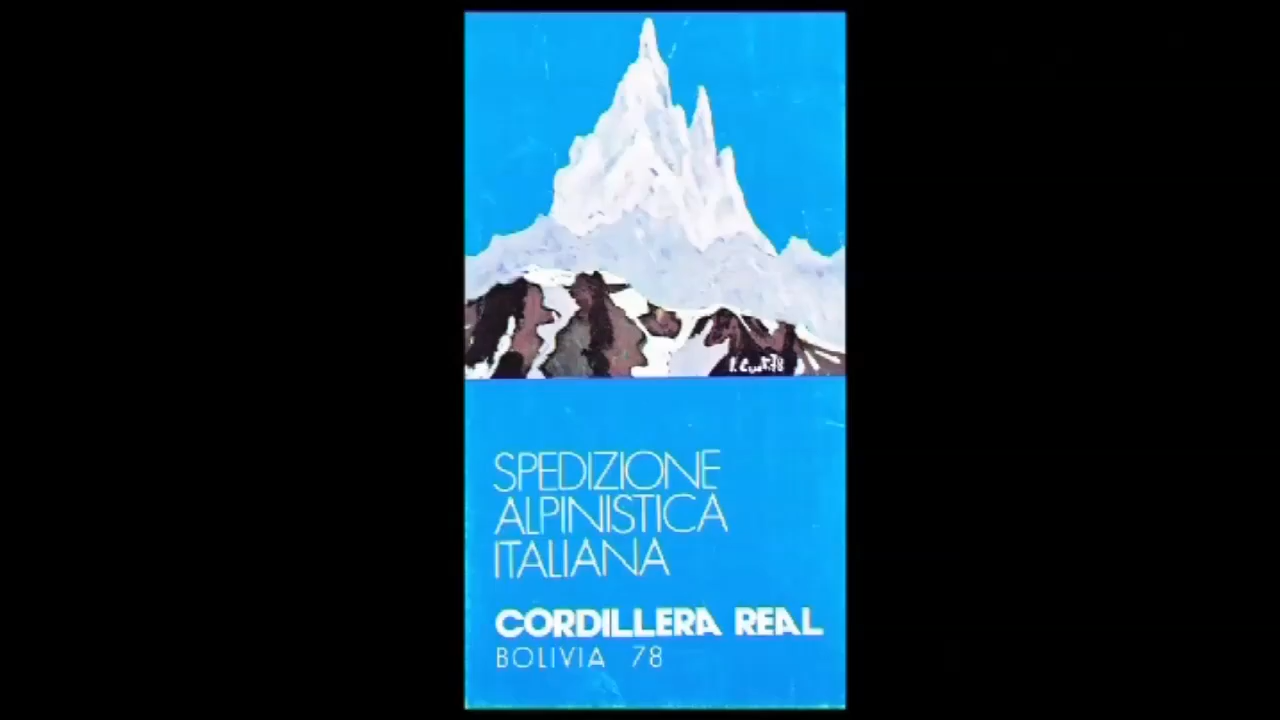 SPEDIZIONE
ALPINISTICA
ITALIANA
CORDILLERA REAL
BOLIVIA 78